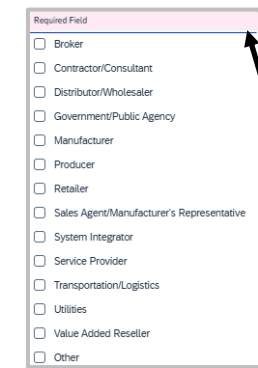 Required Field
Broker
Contractor/Consultant
Distributor/Wholesaler
Government/Public Agency
Manufacturer
Producer
Retailer
Sales Agent/Manufacturer's Representative
System Integrator
Service Provider
Transportation/Logistics
Utilities
Value Added Reseller
Other